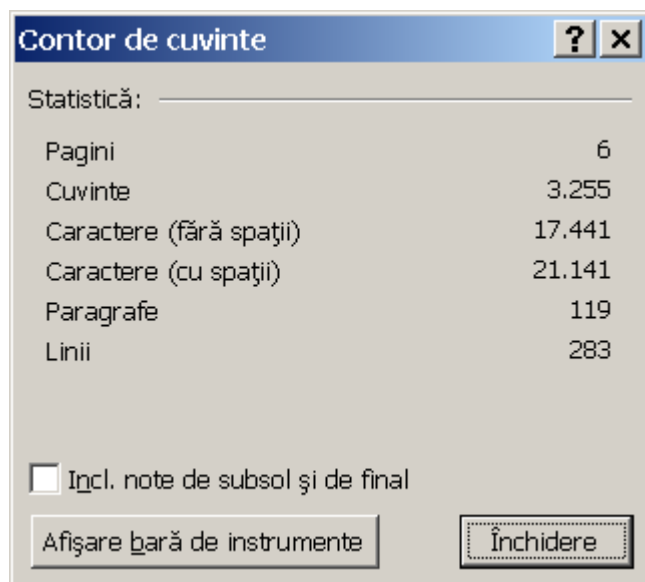 Contor de cuvinte
Statistică:
Pagini 6
Cuvinte 3.255
Caractere (fără spaţii) 17.441
Caractere (cu spaţii) 21.141
Paragrafe 119
Linii 283
Incl. note de subsol şi de final
Afişare bară de instrumente Închidere